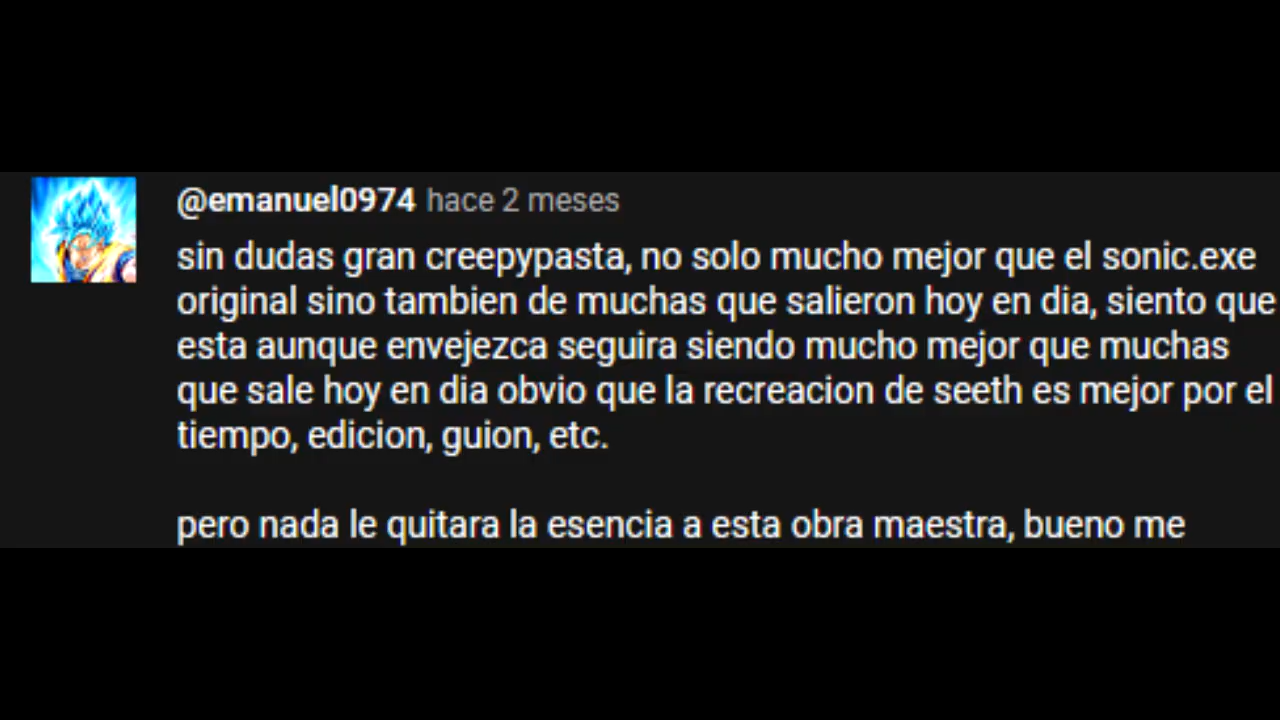 @emanuel0974 hace 2 meses
sin dudas gran creepypasta, no solo mucho mejor que el sonic.exe
original sino tambien de muchas que salieron hoy en dia, siento que
esta aunque envejezca seguira siendo mucho mejor que muchas
que sale hoy en dia obvio que la recreacion de seeth es mejor por el
tiempo, edicion, guion, etc.
pero nada le quitara la esencia a esta obra maestra, bueno me